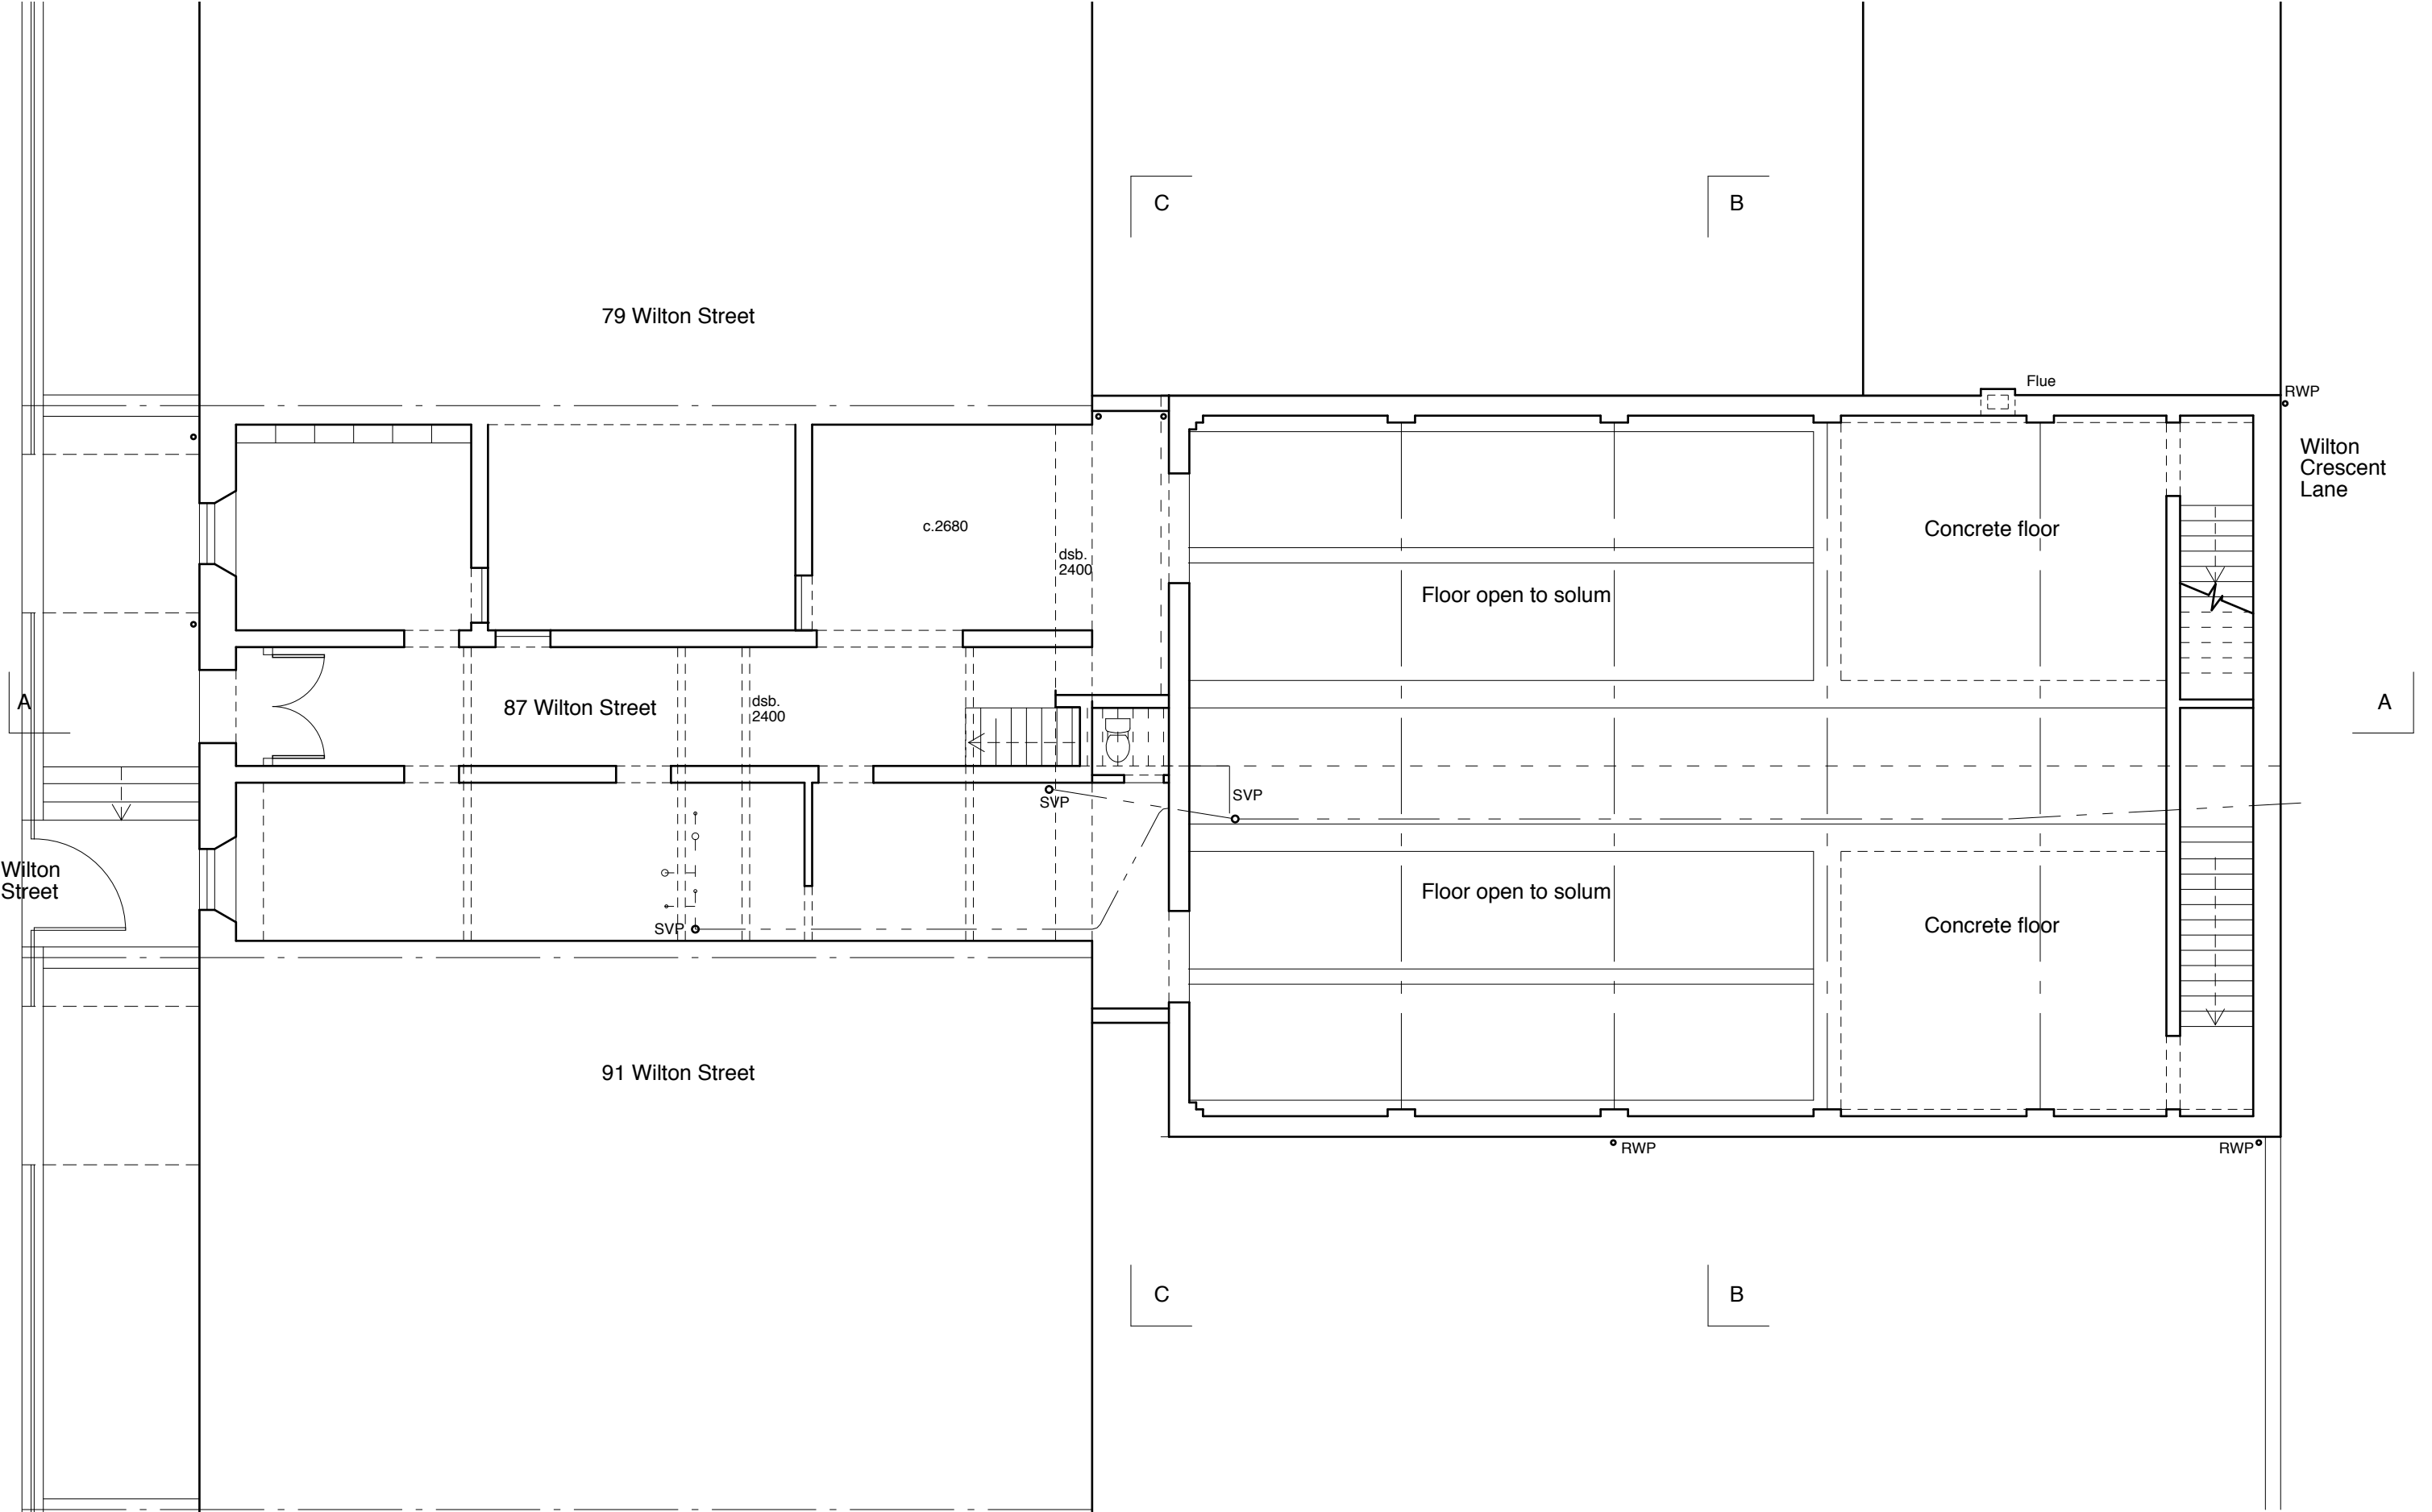 C
B
79 Wilton Street
Flue
RWP
Wilton
Crescent
Lane
c.2680
Concrete floor
dsb.
2400
Floor open to solum
A
87 Wilton Street
dsb.
2400
A
SVP
SVP
Wilton
Street
Floor open to solum
SVP
Concrete floor
91 Wilton Street
RWP
RWP
C
B